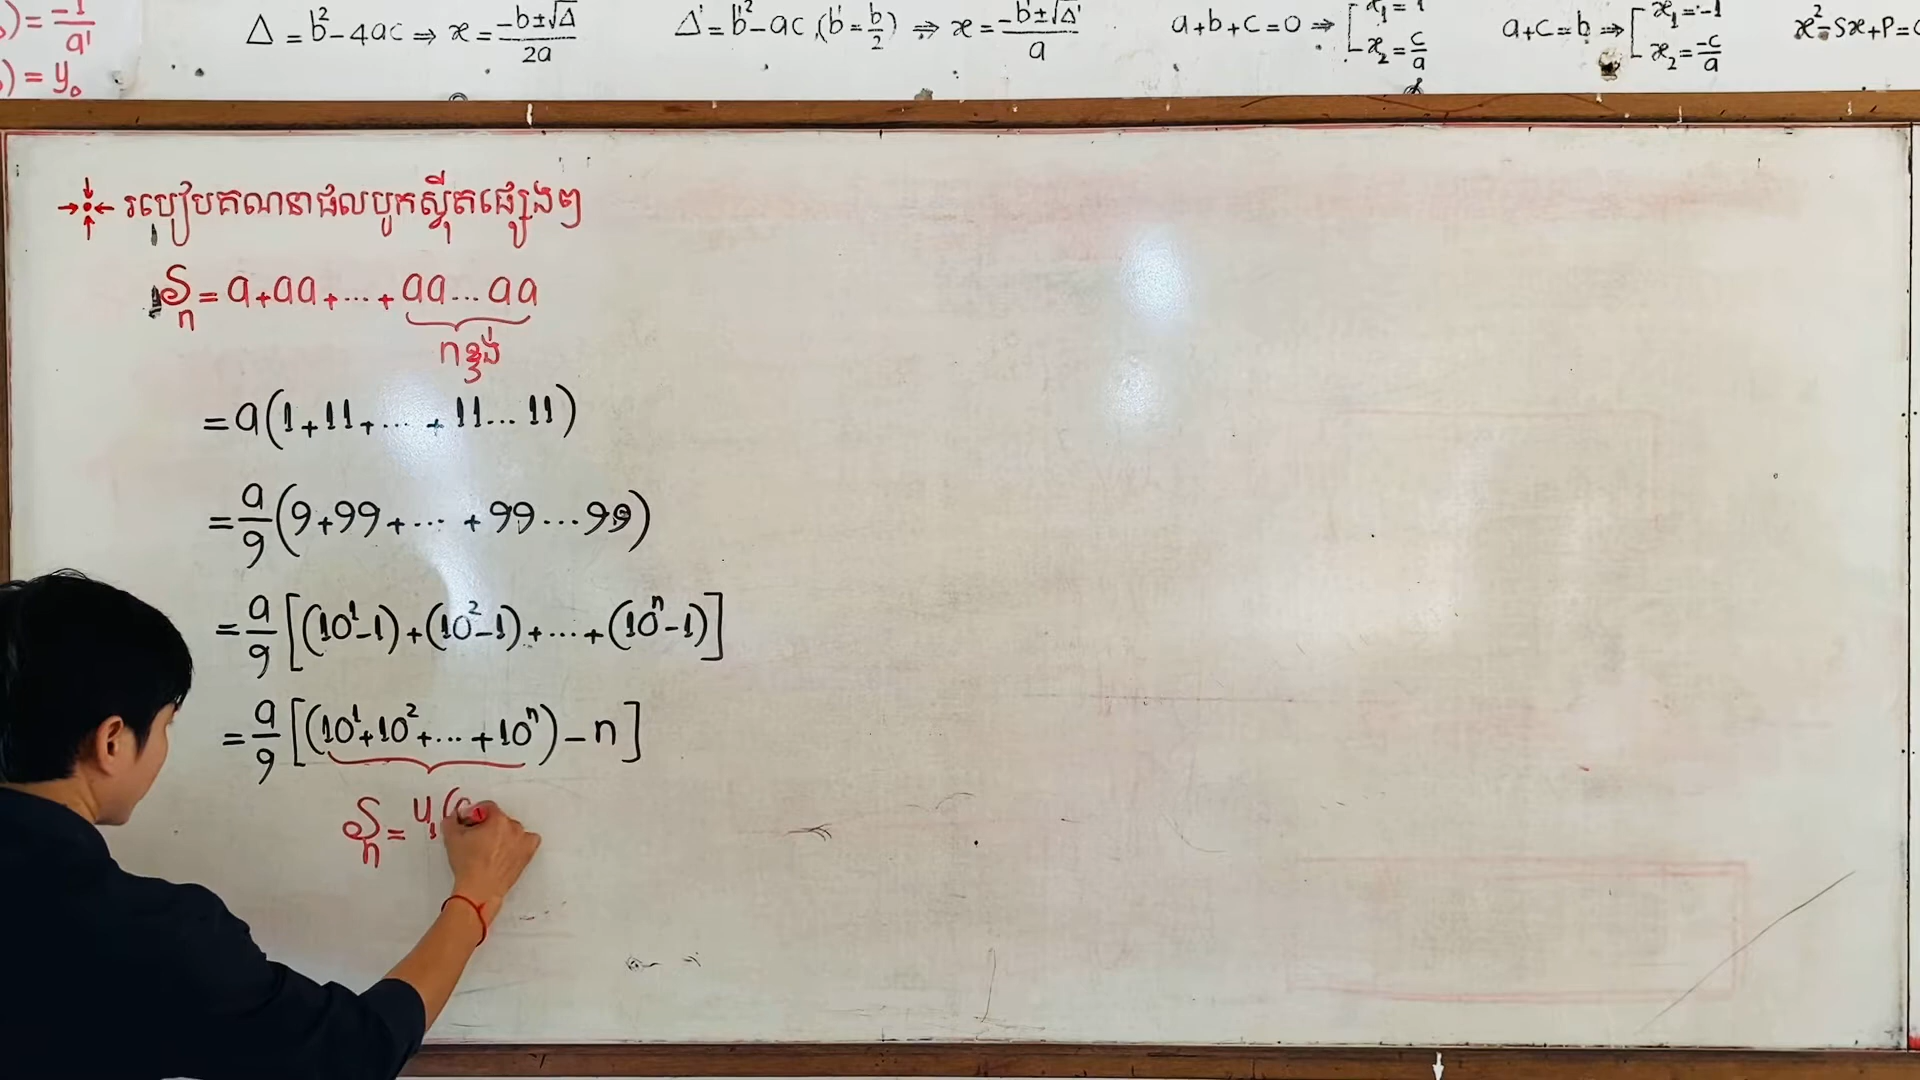 ) = -1/a'
) = y₀
Δ = b² - 4ac ⇒ x = (-b ± √Δ)/2a
Δ' = b'² - ac , (b' = b/2) ⇒ x = (-b' ± √Δ')/a
a + b + c = 0 ⇒ [ x₁ = 1
x₂ = c/a
a + c = b ⇒ [ x₁ = -1
x₂ = -c/a
x² - Sx + P =
របៀបគណនាផលបូកស្វ៊ីតផ្សេងៗ
Sₙ = a + aa + ... + aa...aa
n ខ្ទង់
= a(1 + 11 + ... + 11...11)
= a/9 (9 + 99 + ... + 99...99)
= a/9 [(10¹ - 1) + (10² - 1) + ... + (10ⁿ - 1)]
= a/9 [(10¹ + 10² + ... + 10ⁿ) - n]
Sₙ = U₁(